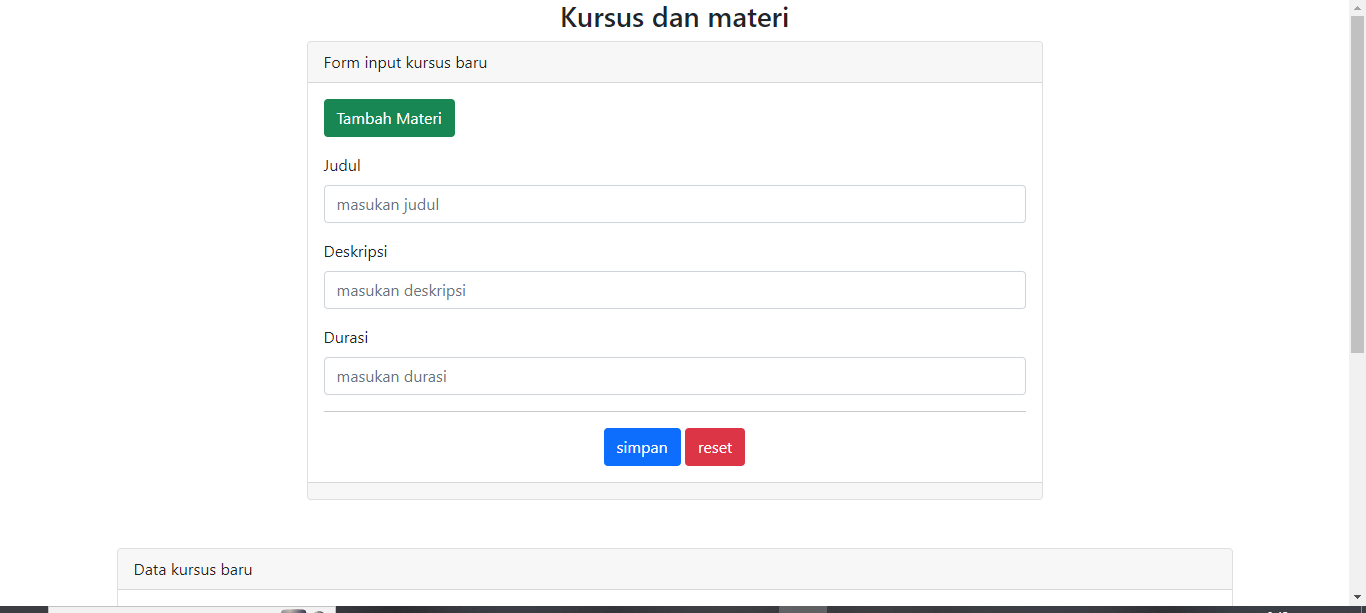 Kursus dan materi
Form input kursus baru
Tambah Materi
Judul
masukan judul
Deskripsi
masukan deskripsi
Durasi
masukan durasi
simpan reset
Data kursus baru